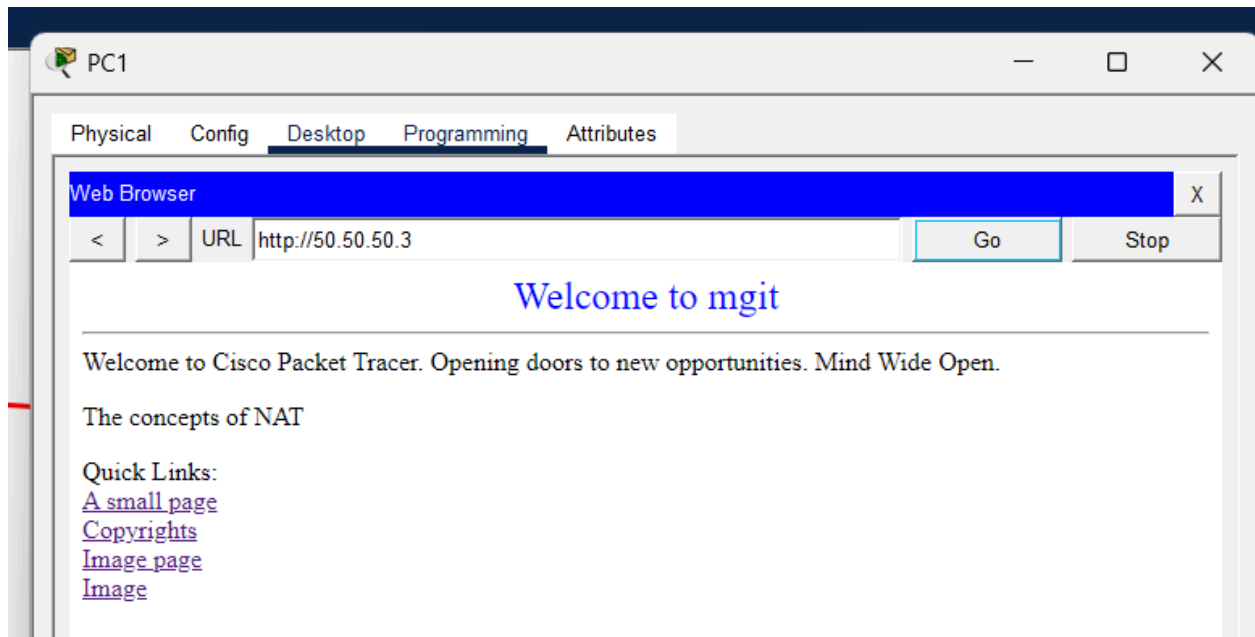 PC1
Physical Config Desktop Programming Attributes
Web Browser X
< > URL http://50.50.50.3 Go Stop
Welcome to mgit
Welcome to Cisco Packet Tracer. Opening doors to new opportunities. Mind Wide Open.
The concepts of NAT
Quick Links:
A small page
Copyrights
Image page
Image